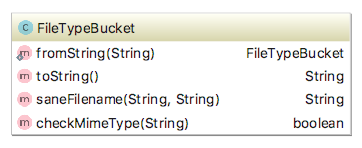 C FileTypeBucket
m fromString(String) FileTypeBucket
m toString() String
m saneFilename(String, String) String
m checkMimeType(String) boolean